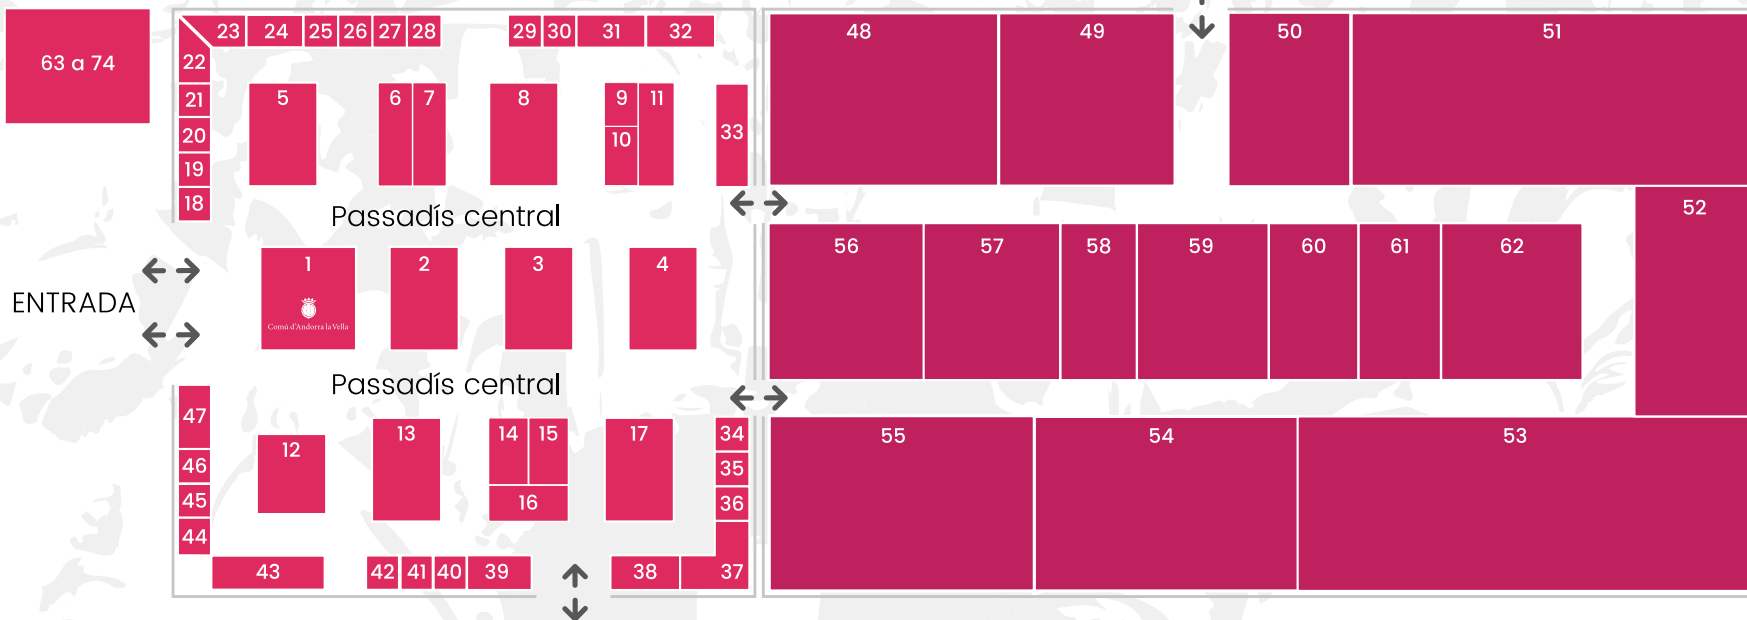 63 a 74
23 24 25 26 27 28 29 30 31 32
22
21
20
19
18
5 6 7 8 9 11
10
33
Passadís central
ENTRADA
1
Comú d'Andorra la Vella
2 3 4
Passadís central
47
46
45
44
12 13 14 15 17
16
34
35
36
43 42 41 40 39 38 37
48 49 50 51
52
56 57 58 59 60 61 62
55 54 53